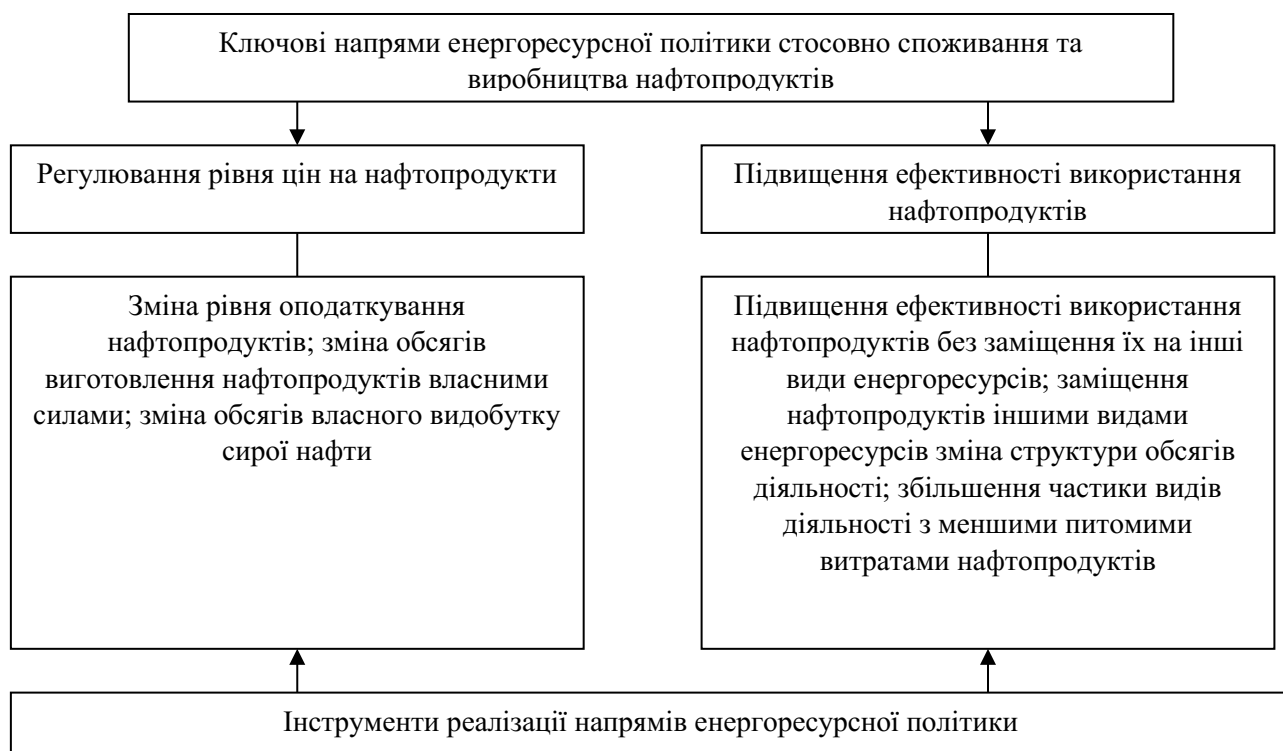 Ключові напрями енергоресурсної політики стосовно споживання та
виробництва нафтопродуктів
Регулювання рівня цін на нафтопродукти
Підвищення ефективності використання
нафтопродуктів
Зміна рівня оподаткування
нафтопродуктів; зміна обсягів
виготовлення нафтопродуктів власними
силами; зміна обсягів власного видобутку
сирої нафти
Підвищення ефективності використання
нафтопродуктів без заміщення їх на інші
види енергоресурсів; заміщення
нафтопродуктів іншими видами
енергоресурсів зміна структури обсягів
діяльності; збільшення частики видів
діяльності з меншими питомими
витратами нафтопродуктів
Інструменти реалізації напрямів енергоресурсної політики